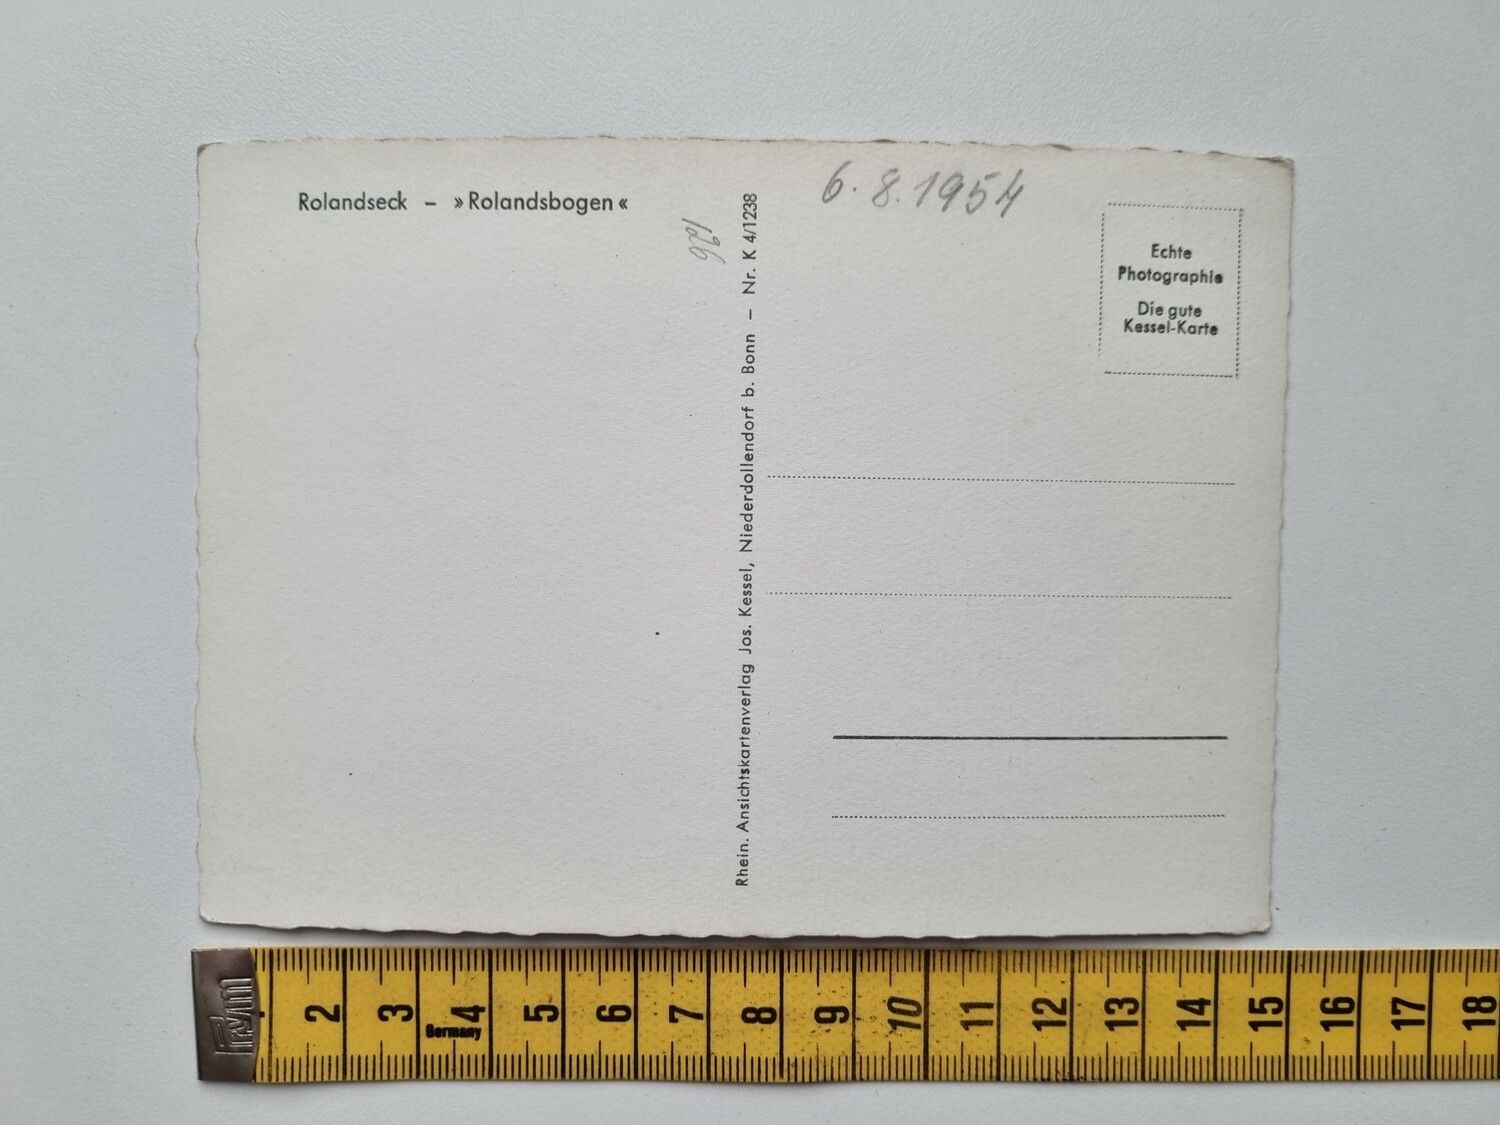 Rolandseck – »Rolandsbogen«
6.8.1954
Echte
Photographie
Die gute
Kessel-Karte
Rhein. Ansichtskartenverlag Jos. Kessel, Niederdollendorf b. Bonn – Nr. K 4/1238
Prym
2 3 4 5 6 7 8 9 10 11 12 13 14 15 16 17 18
Germany